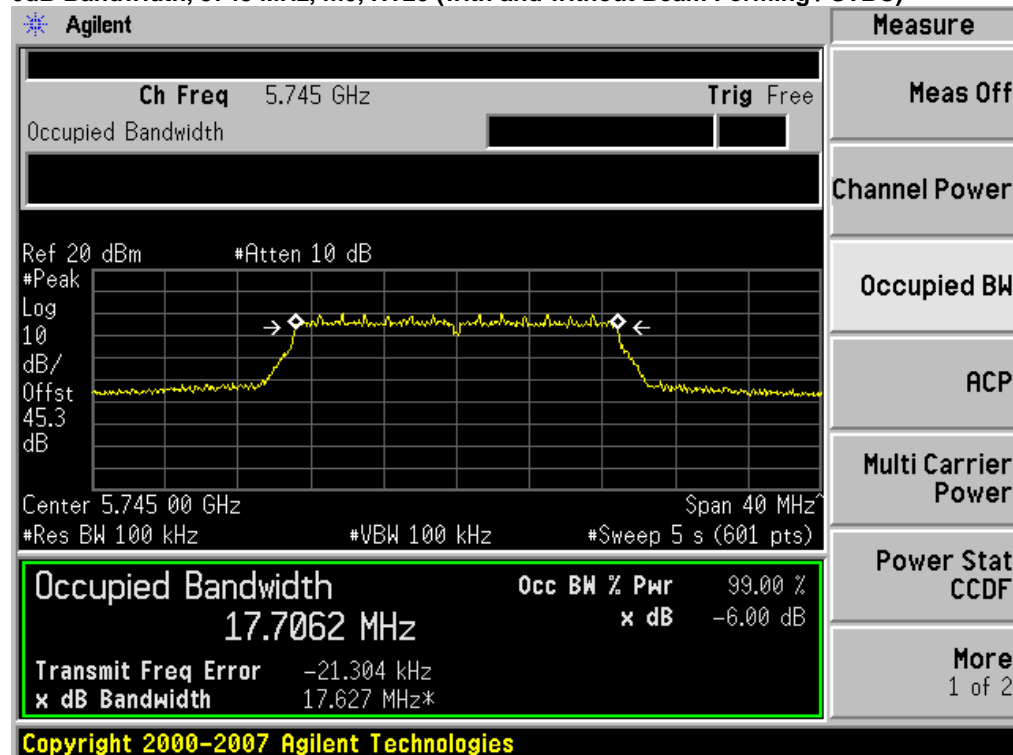 Agilent
Measure
Ch Freq 5.745 GHz Trig Free
Occupied Bandwidth
Meas Off
Channel Power
Ref 20 dBm #Atten 10 dB
#Peak
Log
10
dB/
Offst
45.3
dB
Occupied BW
ACP
Multi Carrier
Power
Center 5.745 00 GHz Span 40 MHz^
#Res BW 100 kHz #VBW 100 kHz #Sweep 5 s (601 pts)
Occupied Bandwidth Occ BW % Pwr 99.00 %
17.7062 MHz x dB -6.00 dB
Transmit Freq Error -21.304 kHz
x dB Bandwidth 17.627 MHz*
Power Stat
CCDF
More
1 of 2
Copyright 2000-2007 Agilent Technologies